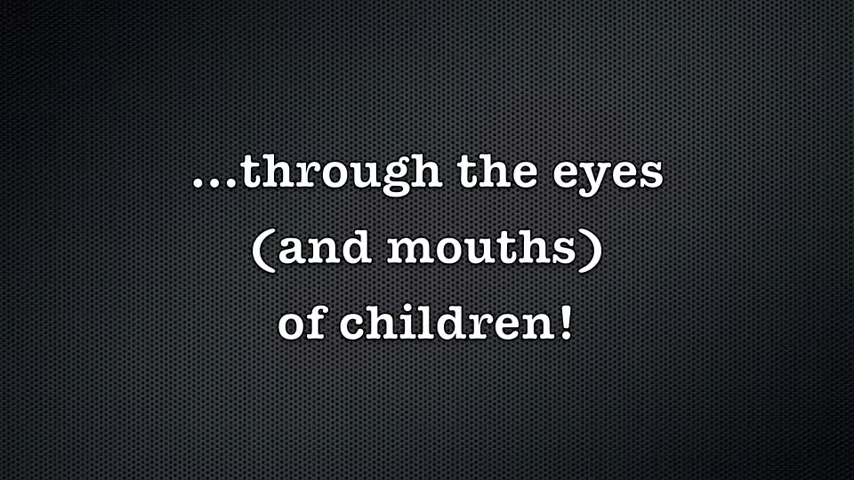 ...through the eyes
(and mouths)
of children!